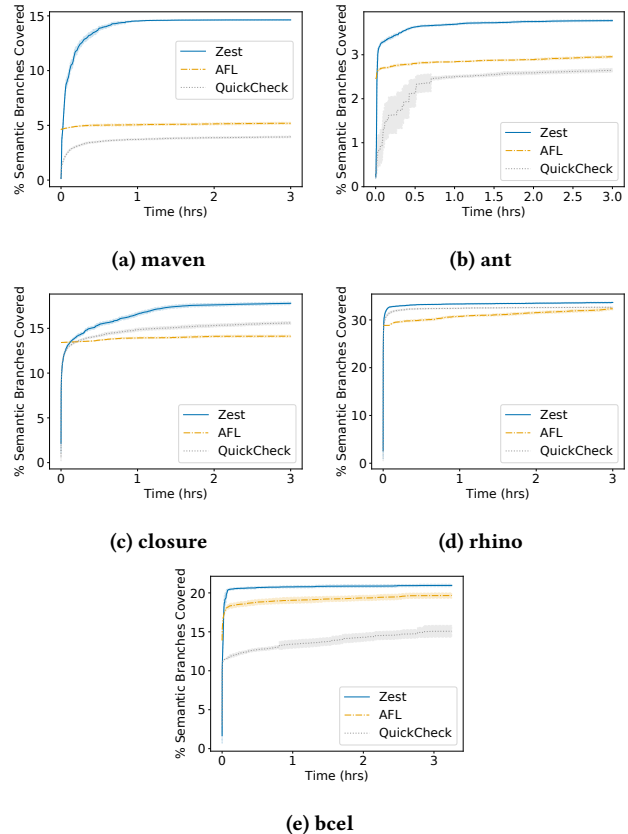 % Semantic Branches Covered
15
10
5
0
Zest
AFL
QuickCheck
0
1
2
3
Time (hrs)
(a) maven
% Semantic Branches Covered
3
2
1
0
Zest
AFL
QuickCheck
0.0 0.5 1.0 1.5 2.0 2.5 3.0
Time (hrs)
(b) ant
% Semantic Branches Covered
15
10
5
0
Zest
AFL
QuickCheck
0
1
2
3
Time (hrs)
(c) closure
% Semantic Branches Covered
30
20
10
0
Zest
AFL
QuickCheck
0
1
2
3
Time (hrs)
(d) rhino
% Semantic Branches Covered
20
15
10
5
0
Zest
AFL
QuickCheck
0
1
2
3
Time (hrs)
(e) bcel